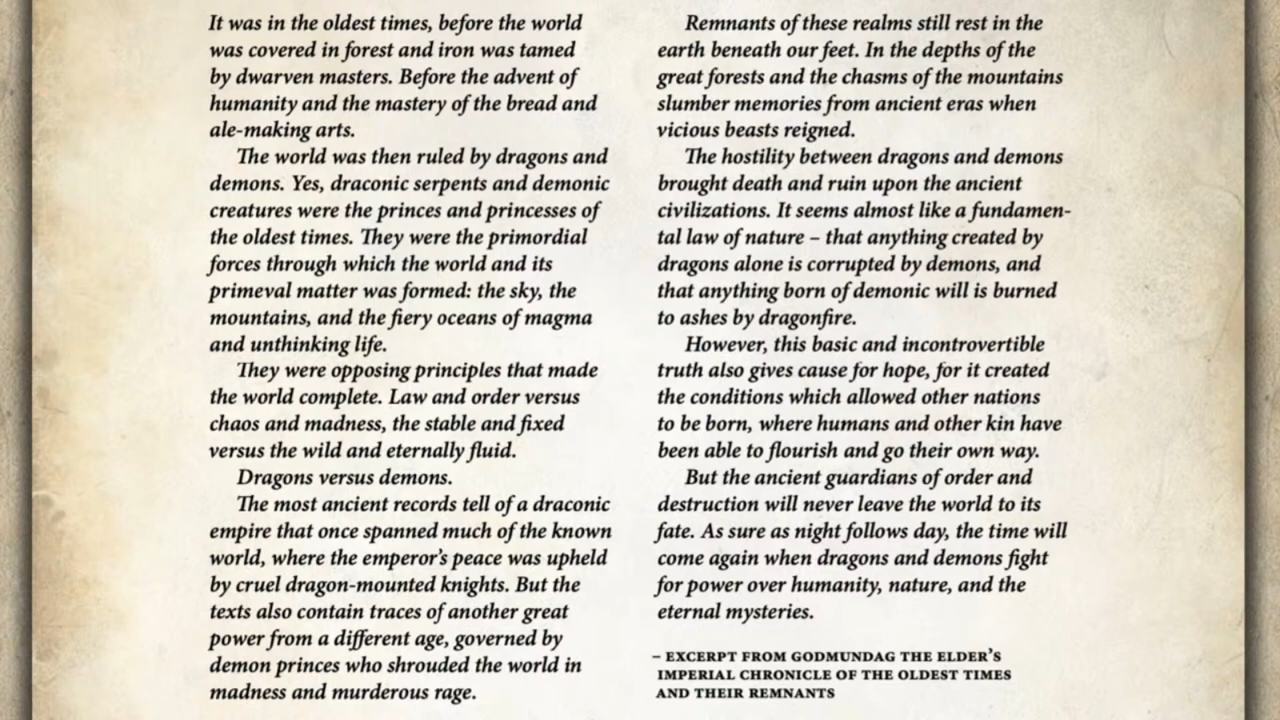 It was in the oldest times, before the world
was covered in forest and iron was tamed
by dwarven masters. Before the advent of
humanity and the mastery of the bread and
ale-making arts.
The world was then ruled by dragons and
demons. Yes, draconic serpents and demonic
creatures were the princes and princesses of
the oldest times. They were the primordial
forces through which the world and its
primeval matter was formed: the sky, the
mountains, and the fiery oceans of magma
and unthinking life.
They were opposing principles that made
the world complete. Law and order versus
chaos and madness, the stable and fixed
versus the wild and eternally fluid.
Dragons versus demons.
The most ancient records tell of a draconic
empire that once spanned much of the known
world, where the emperor's peace was upheld
by cruel dragon-mounted knights. But the
texts also contain traces of another great
power from a different age, governed by
demon princes who shrouded the world in
madness and murderous rage.
Remnants of these realms still rest in the
earth beneath our feet. In the depths of the
great forests and the chasms of the mountains
slumber memories from ancient eras when
vicious beasts reigned.
The hostility between dragons and demons
brought death and ruin upon the ancient
civilizations. It seems almost like a fundamen-
tal law of nature – that anything created by
dragons alone is corrupted by demons, and
that anything born of demonic will is burned
to ashes by dragonfire.
However, this basic and incontrovertible
truth also gives cause for hope, for it created
the conditions which allowed other nations
to be born, where humans and other kin have
been able to flourish and go their own way.
But the ancient guardians of order and
destruction will never leave the world to its
fate. As sure as night follows day, the time will
come again when dragons and demons fight
for power over humanity, nature, and the
eternal mysteries.
– EXCERPT FROM GODMUNDAG THE ELDER'S
IMPERIAL CHRONICLE OF THE OLDEST TIMES
AND THEIR REMNANTS